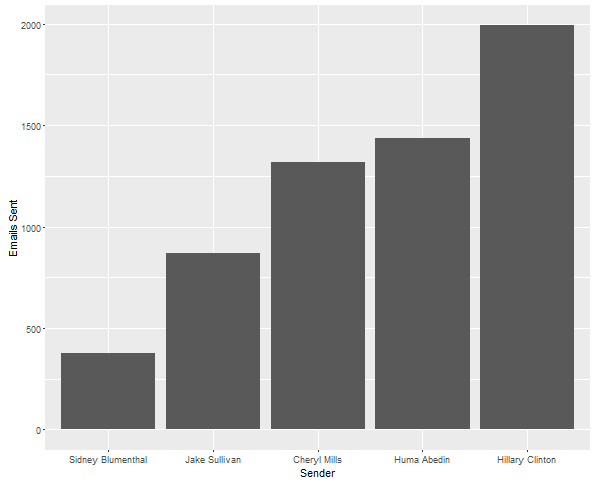 2000
1500
1000
500
0
Emails Sent
Sidney Blumenthal Jake Sullivan Cheryl Mills Huma Abedin Hillary Clinton
Sender